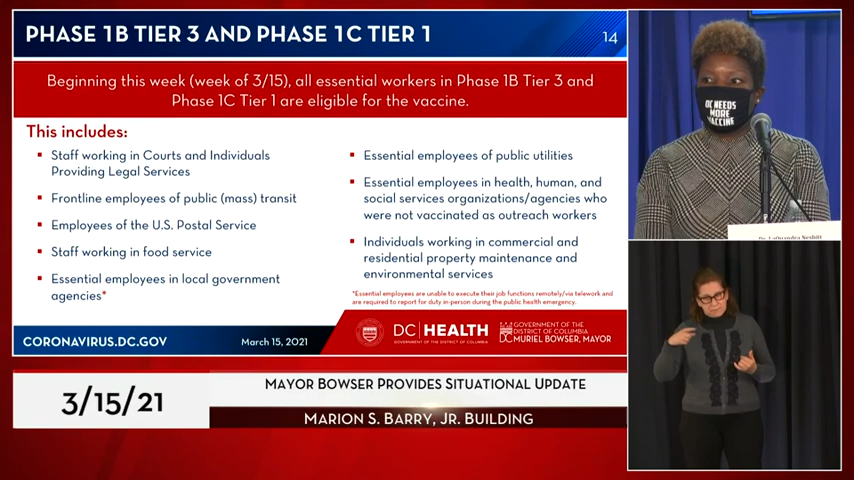 PHASE 1B TIER 3 AND PHASE 1C TIER 1
14
Beginning this week (week of 3/15), all essential workers in Phase 1B Tier 3 and
Phase 1C Tier 1 are eligible for the vaccine.
This includes:
Staff working in Courts and Individuals
Providing Legal Services
Frontline employees of public (mass) transit
Employees of the U.S. Postal Service
Staff working in food service
Essential employees in local government
agencies*
Essential employees of public utilities
Essential employees in health, human, and
social services organizations/agencies who
were not vaccinated as outreach workers
Individuals working in commercial and
residential property maintenance and
environmental services
*Essential employees are unable to execute their job functions remotely/via telework and
are required to report for duty in-person during the public health emergency.
CORONAVIRUS.DC.GOV
March 15, 2021
DC HEALTH
GOVERNMENT OF THE DISTRICT OF COLUMBIA
GOVERNMENT OF THE
DISTRICT OF COLUMBIA
DC MURIEL BOWSER, MAYOR
DC NEEDS
MORE
VACCINE
Dr. LaQuandra Nesbitt
3/15/21
MAYOR BOWSER PROVIDES SITUATIONAL UPDATE
MARION S. BARRY, JR. BUILDING